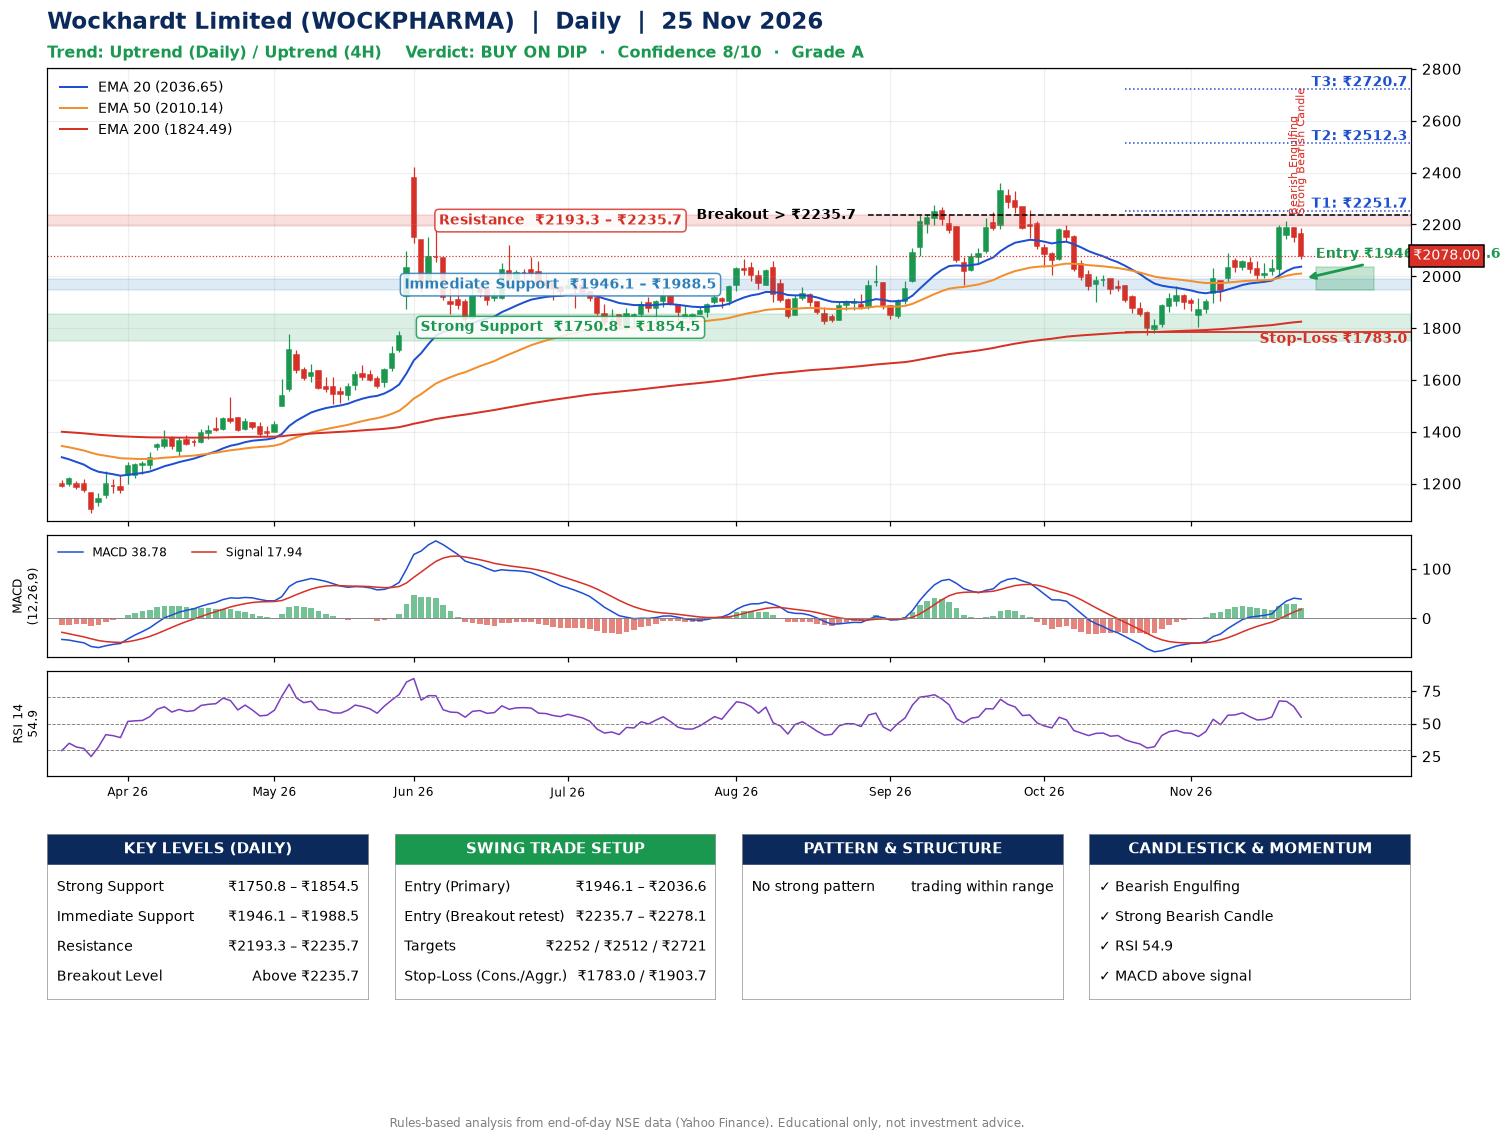 Wockhardt Limited (WOCKPHARMA) | Daily | 25 Nov 2026
Trend: Uptrend (Daily) / Uptrend (4H) Verdict: BUY ON DIP · Confidence 8/10 · Grade A
EMA 20 (2036.65)
EMA 50 (2010.14)
EMA 200 (1824.49)
T3: ₹2720.7
T2: ₹2512.3
T1: ₹2251.7
Bearish Engulfing
Strong Bearish Candle
Resistance ₹2193.3 – ₹2235.7
Breakout > ₹2235.7
Entry ₹1946
.6
₹2078.00
Immediate Support ₹1946.1 – ₹1988.5
Strong Support ₹1750.8 – ₹1854.5
Stop-Loss ₹1783.0
2800
2600
2400
2200
2000
1800
1600
1400
1200
MACD 38.78 Signal 17.94
MACD
(12,26,9)
100
0
RSI 14
54.9
75
50
25
Apr 26 May 26 Jun 26 Jul 26 Aug 26 Sep 26 Oct 26 Nov 26
KEY LEVELS (DAILY)
Strong Support ₹1750.8 – ₹1854.5
Immediate Support ₹1946.1 – ₹1988.5
Resistance ₹2193.3 – ₹2235.7
Breakout Level Above ₹2235.7
SWING TRADE SETUP
Entry (Primary) ₹1946.1 – ₹2036.6
Entry (Breakout retest) ₹2235.7 – ₹2278.1
Targets ₹2252 / ₹2512 / ₹2721
Stop-Loss (Cons./Aggr.) ₹1783.0 / ₹1903.7
PATTERN & STRUCTURE
No strong pattern trading within range
CANDLESTICK & MOMENTUM
✓ Bearish Engulfing
✓ Strong Bearish Candle
✓ RSI 54.9
✓ MACD above signal
Rules-based analysis from end-of-day NSE data (Yahoo Finance). Educational only, not investment advice.